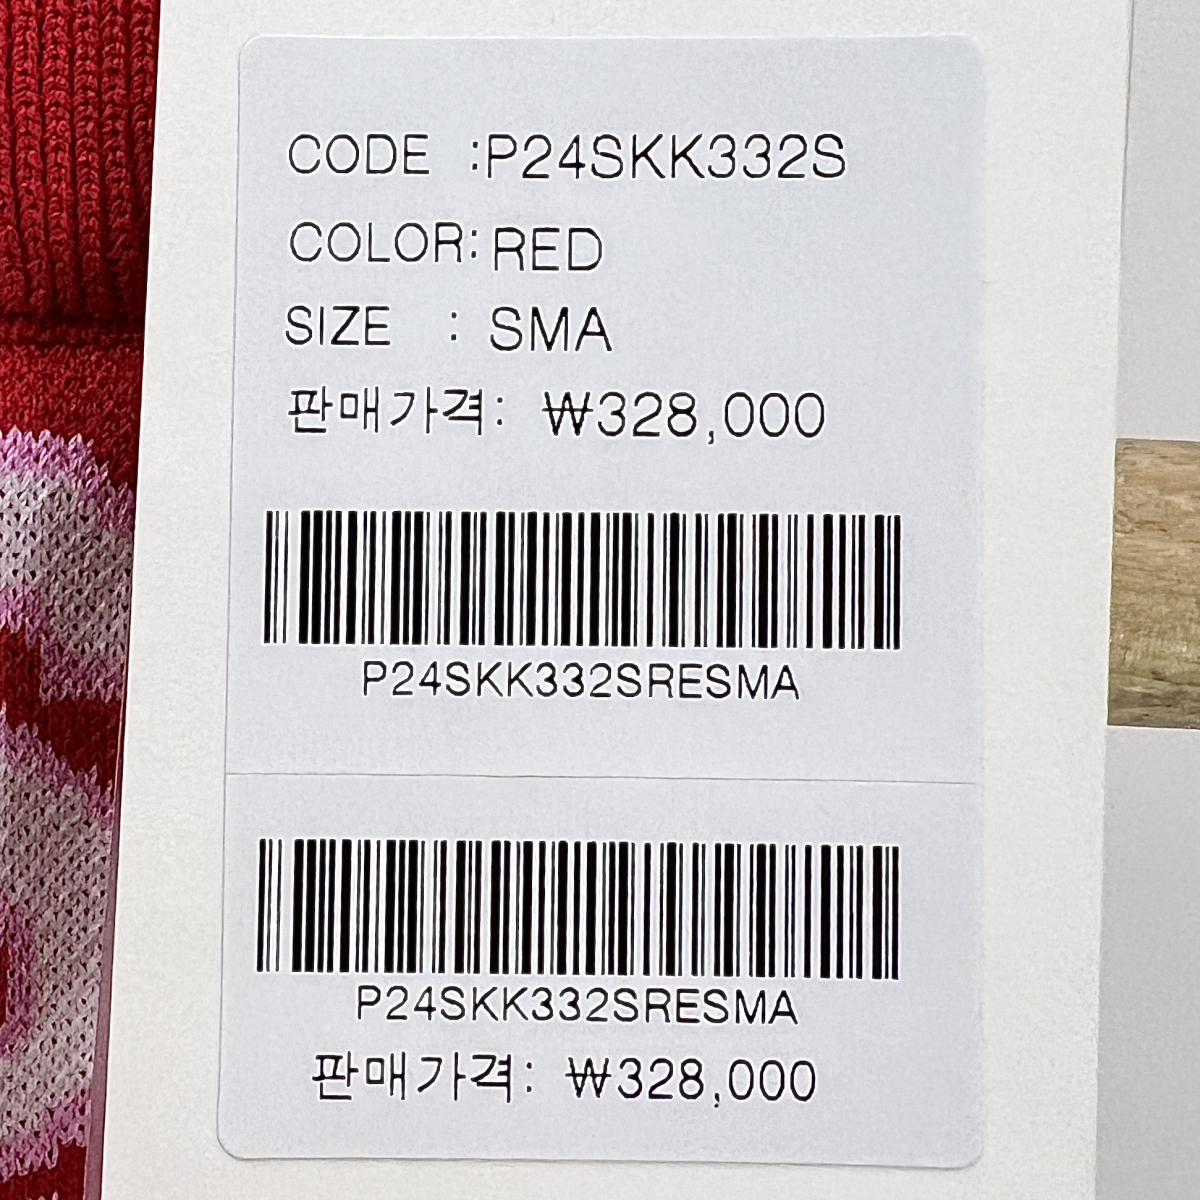 CODE :P24SKK332S
COLOR: RED
SIZE : SMA
판매가격: ₩328,000
P24SKK332SRESMA
P24SKK332SRESMA
판매가격: ₩328,000